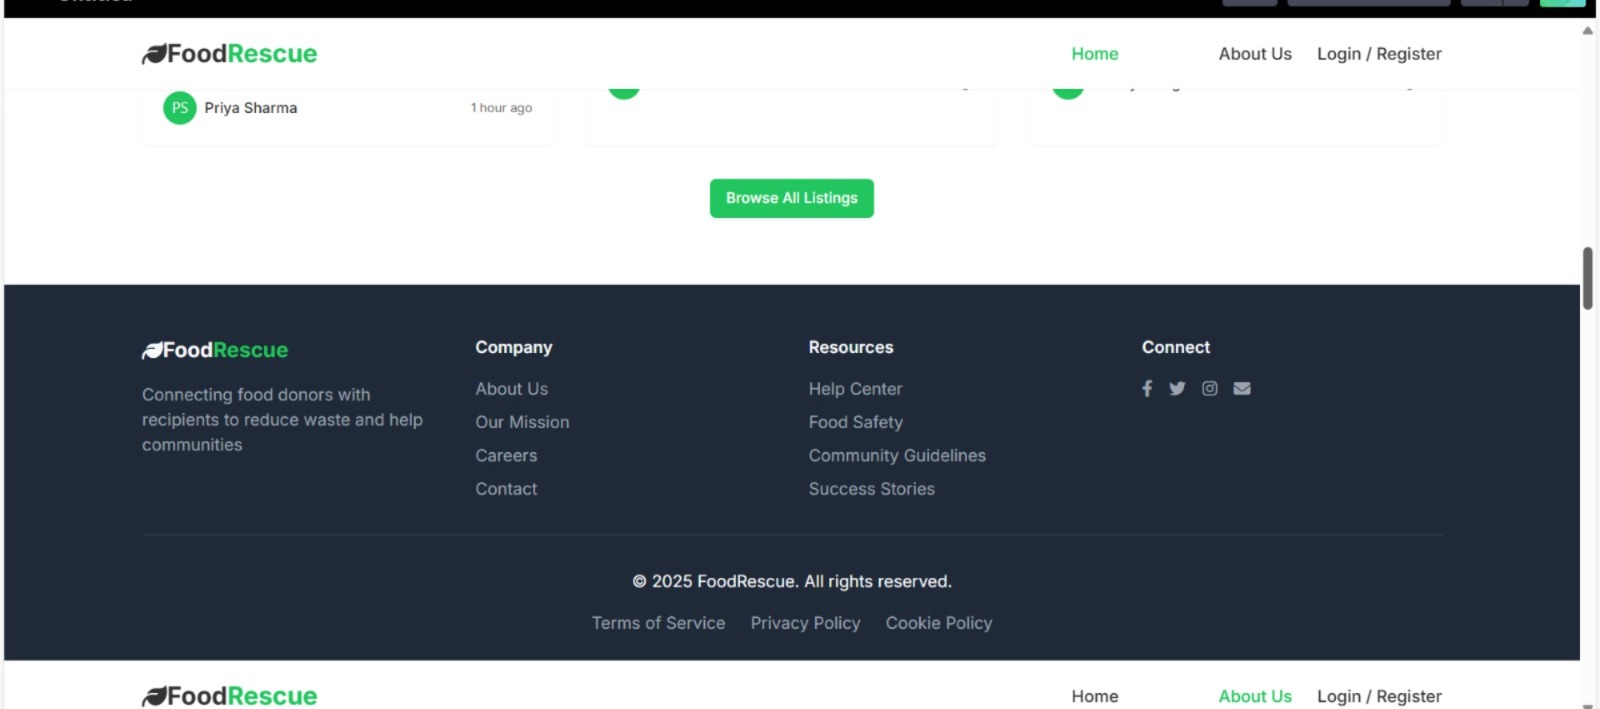 FoodRescue
Home About Us Login / Register
PS Priya Sharma 1 hour ago
Browse All Listings
FoodRescue
Connecting food donors with
recipients to reduce waste and help
communities
Company
About Us
Our Mission
Careers
Contact
Resources
Help Center
Food Safety
Community Guidelines
Success Stories
Connect
© 2025 FoodRescue. All rights reserved.
Terms of Service Privacy Policy Cookie Policy
FoodRescue
Home About Us Login / Register